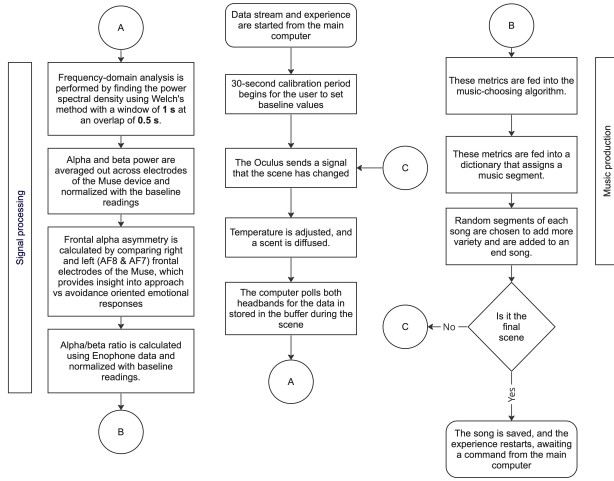 Signal processing
A
Frequency-domain analysis is
performed by finding the power
spectral density using Welch's
method with a window of 1 s at
an overlap of 0.5 s.
Alpha and beta power are
averaged out across electrodes
of the Muse device and
normalized with the baseline
readings
Frontal alpha asymmetry is
calculated by comparing right
and left (AF8 & AF7) frontal
electrodes of the Muse, which
provides insight into approach
vs avoidance oriented emotional
responses
Alpha/beta ratio is calculated
using Enophone data and
normalized with baseline
readings.
B
Data stream and experience
are started from the main
computer
30-second calibration period
begins for the user to set
baseline values
The Oculus sends a signal
that the scene has changed
C
Temperature is adjusted, and
a scent is diffused.
The computer polls both
headbands for the data in
stored in the buffer during the
scene
A
B
These metrics are fed into the
music-choosing algorithm.
These metrics are fed into a
dictionary that assigns a
music segment.
Random segments of each
song are chosen to add more
variety and are added to an
end song.
Is it the
final
scene
No
C
Yes
The song is saved, and the
experience restarts, awaiting
a command from the main
computer
Music production